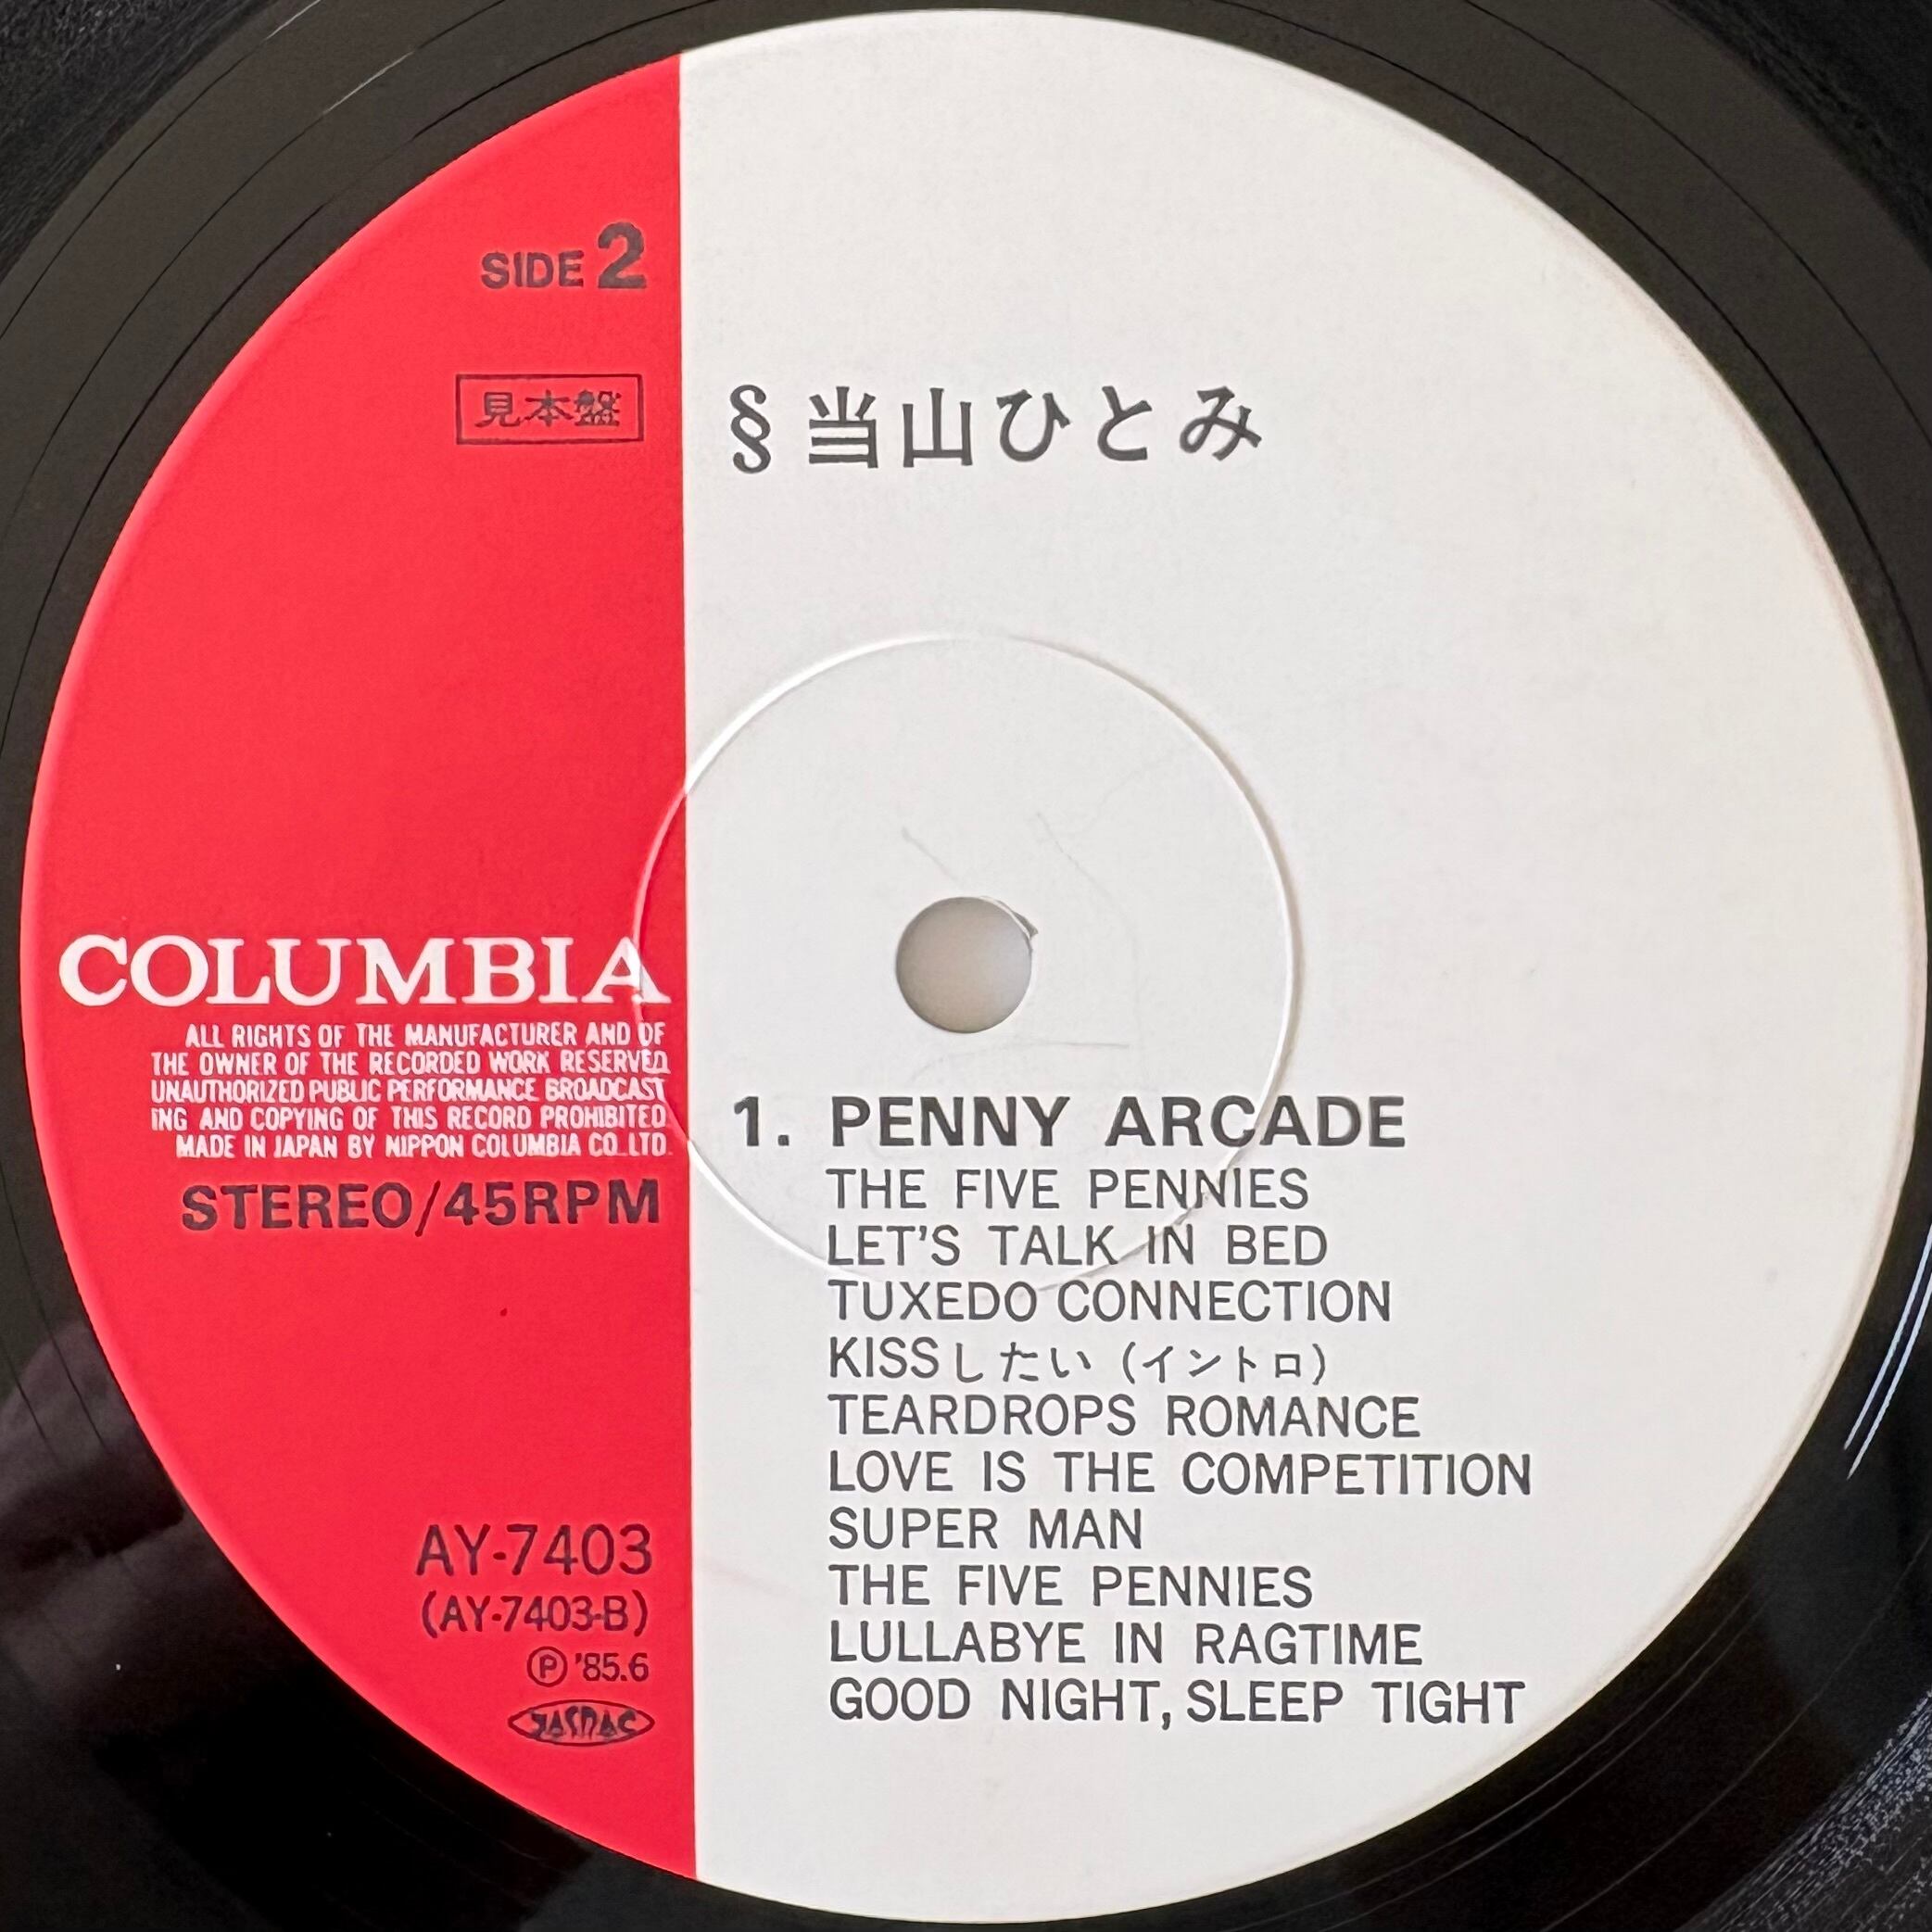 SIDE 2
見本盤
§当山ひとみ
COLUMBIA
ALL RIGHTS OF THE MANUFACTURER AND OF
THE OWNER OF THE RECORDED WORK RESERVED
UNAUTHORIZED PUBLIC PERFORMANCE BROADCAST
ING AND COPYING OF THIS RECORD PROHIBITED
MADE IN JAPAN BY NIPPON COLUMBIA CO.,LTD.
STEREO/45RPM
AY-7403
(AY-7403-B)
Ⓟ '85.6
JASRAC
1. PENNY ARCADE
THE FIVE PENNIES
LET'S TALK IN BED
TUXEDO CONNECTION
KISSしたい (イントロ)
TEARDROPS ROMANCE
LOVE IS THE COMPETITION
SUPER MAN
THE FIVE PENNIES
LULLABYE IN RAGTIME
GOOD NIGHT, SLEEP TIGHT